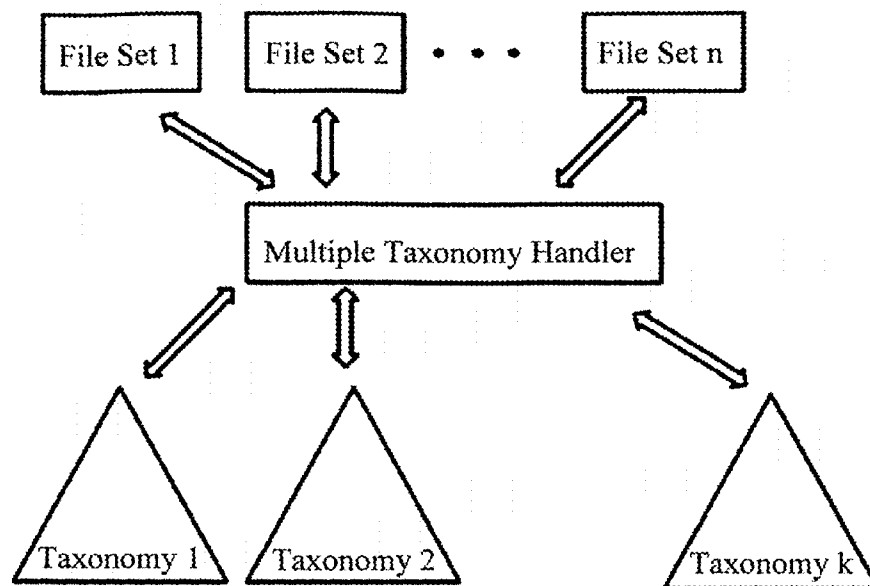 File Set 1
File Set 2
File Set n
Multiple Taxonomy Handler
Taxonomy 1
Taxonomy 2
Taxonomy k